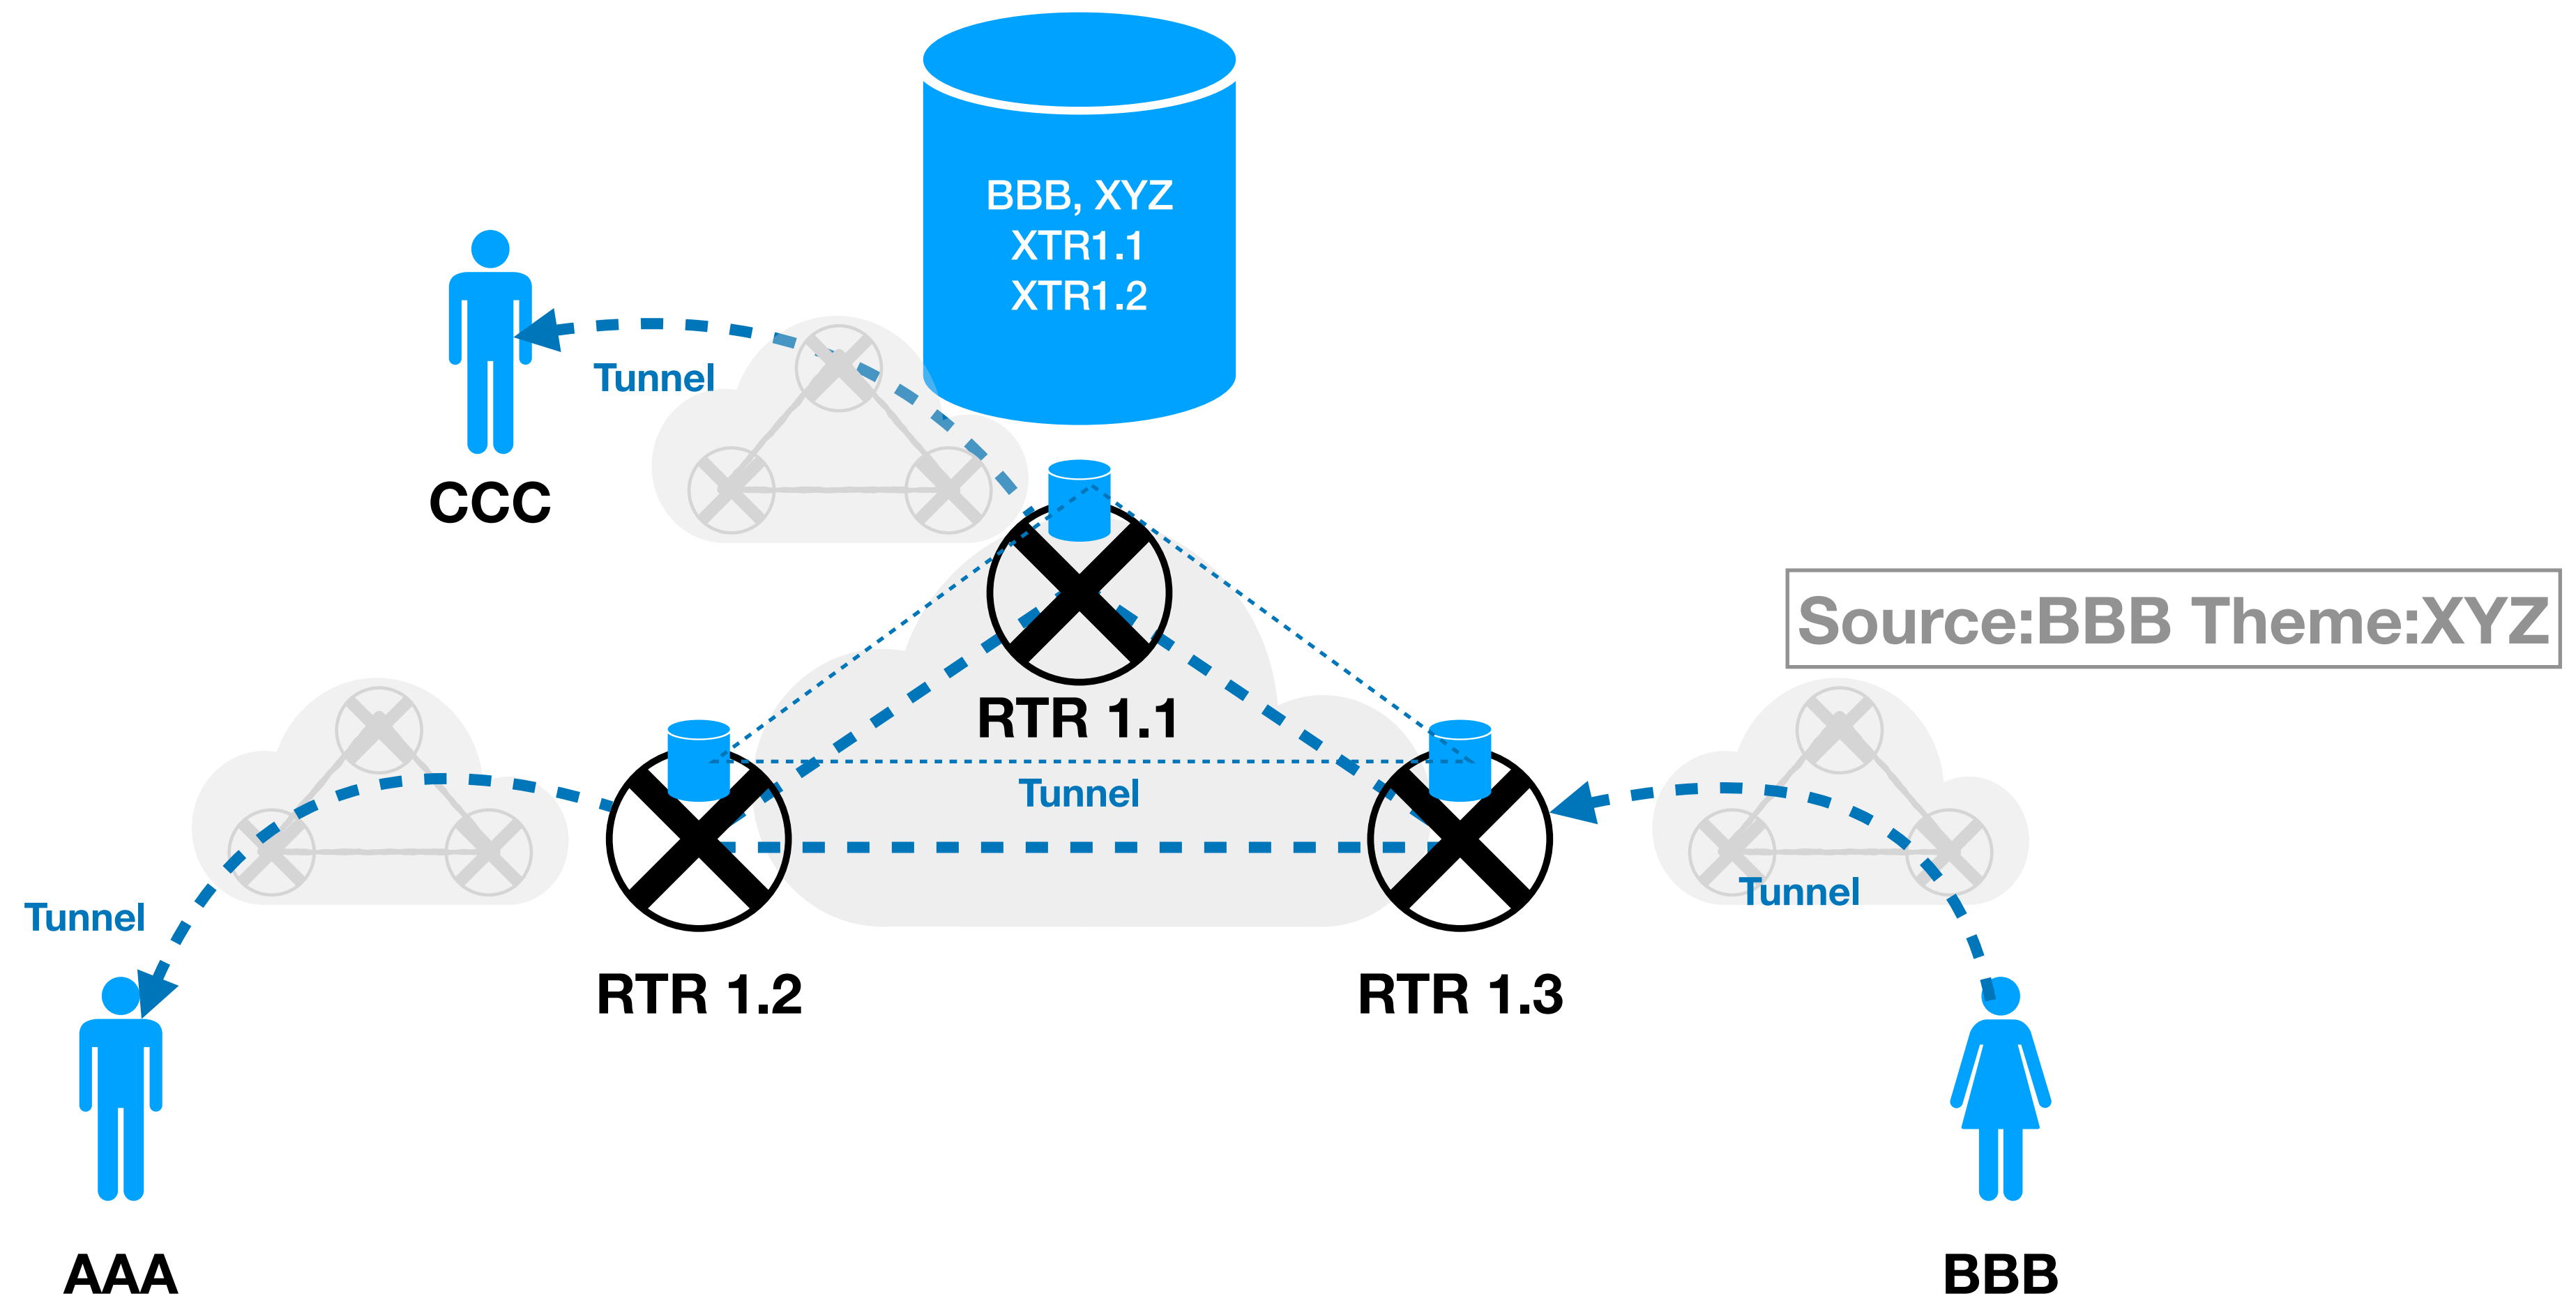 BBB, XYZ
XTR1.1
XTR1.2
Tunnel
CCC
Source:BBB Theme:XYZ
RTR 1.1
Tunnel
Tunnel
Tunnel
RTR 1.2
RTR 1.3
AAA
BBB